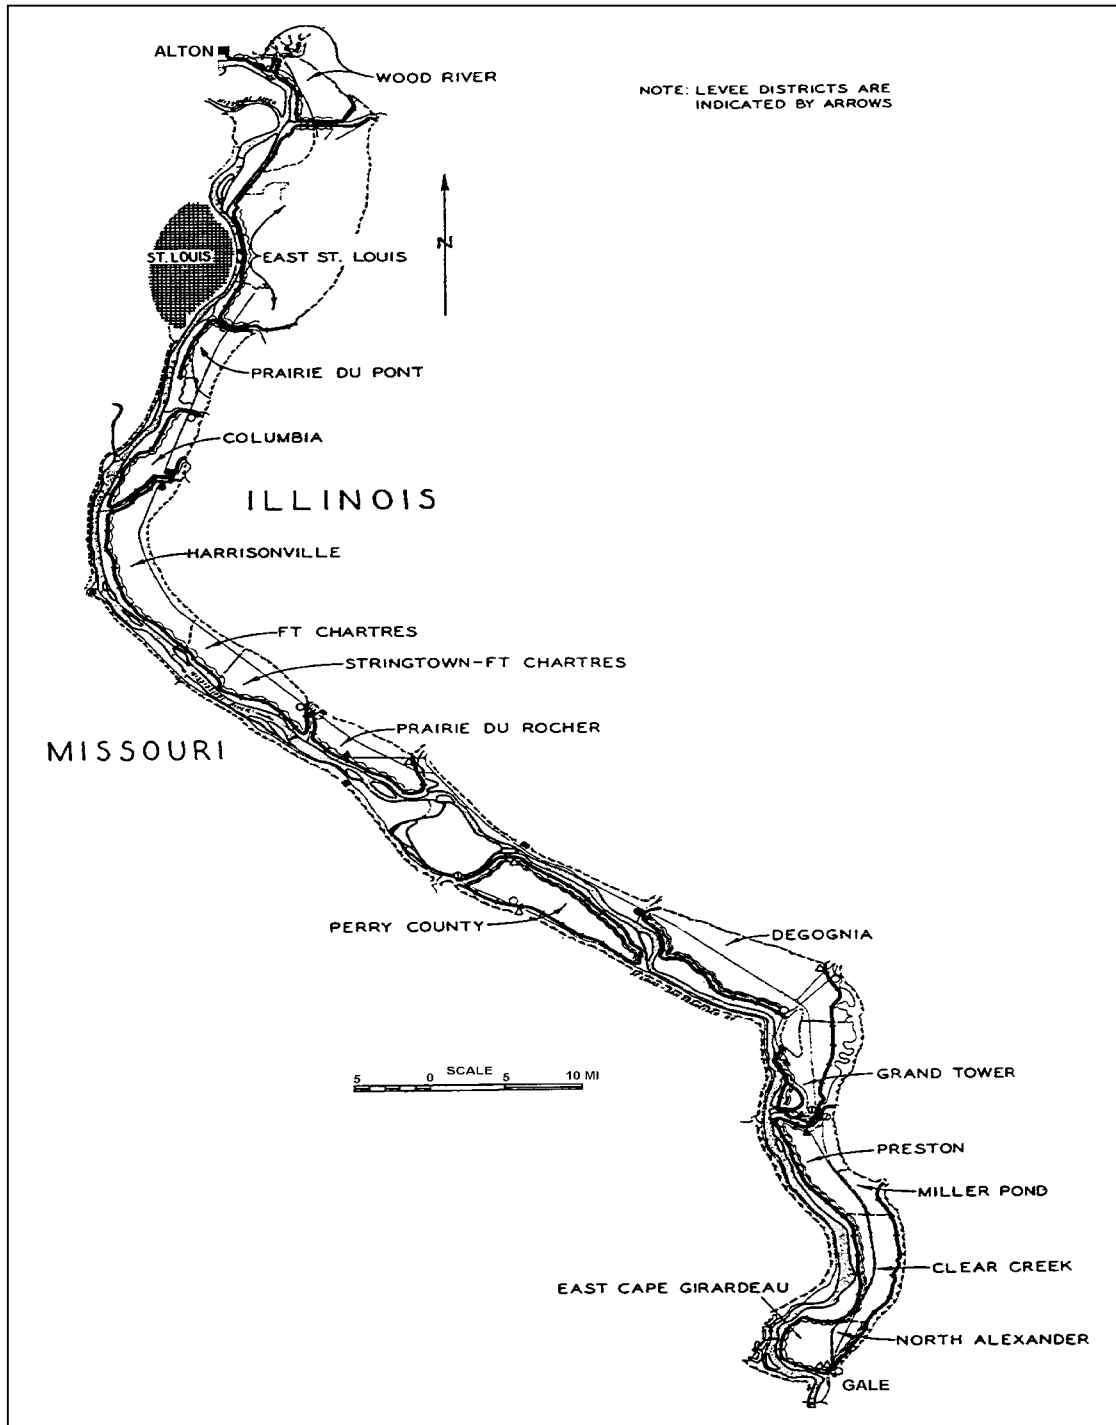 ALTON
WOOD RIVER
NOTE: LEVEE DISTRICTS ARE
INDICATED BY ARROWS
N
ST. LOUIS
EAST ST. LOUIS
PRAIRIE DU PONT
COLUMBIA
ILLINOIS
HARRISONVILLE
FT CHARTRES
STRINGTOWN-FT CHARTRES
PRAIRIE DU ROCHER
MISSOURI
PERRY COUNTY
DEGOGNIA
SCALE
5 0 5 10 MI
GRAND TOWER
PRESTON
MILLER POND
CLEAR CREEK
EAST CAPE GIRARDEAU
NORTH ALEXANDER
GALE